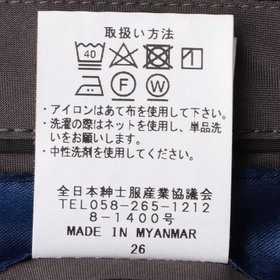 取扱い方法
40 1
F W
・アイロンはあて布を使用して下さい。
・洗濯の際はネットを使用し、単品洗
いをお願いします。
・中性洗剤を使用してください。
全日本紳士服産業協議会
TEL058-265-1212
8-1400号
MADE IN MYANMAR
26